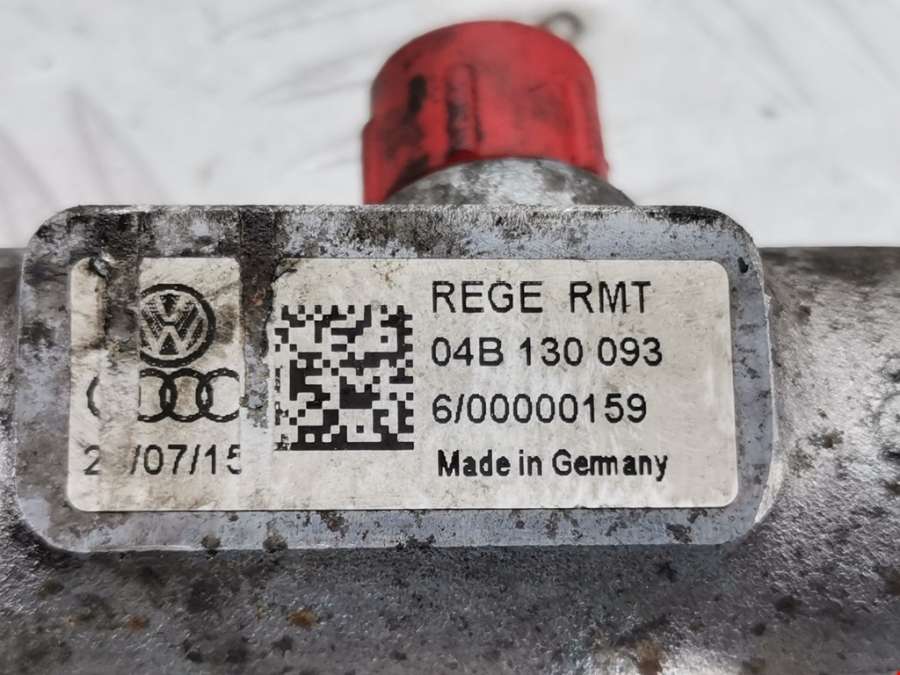 REGE RMT
04B 130 093
6/00000159
Made in Germany
/07/15